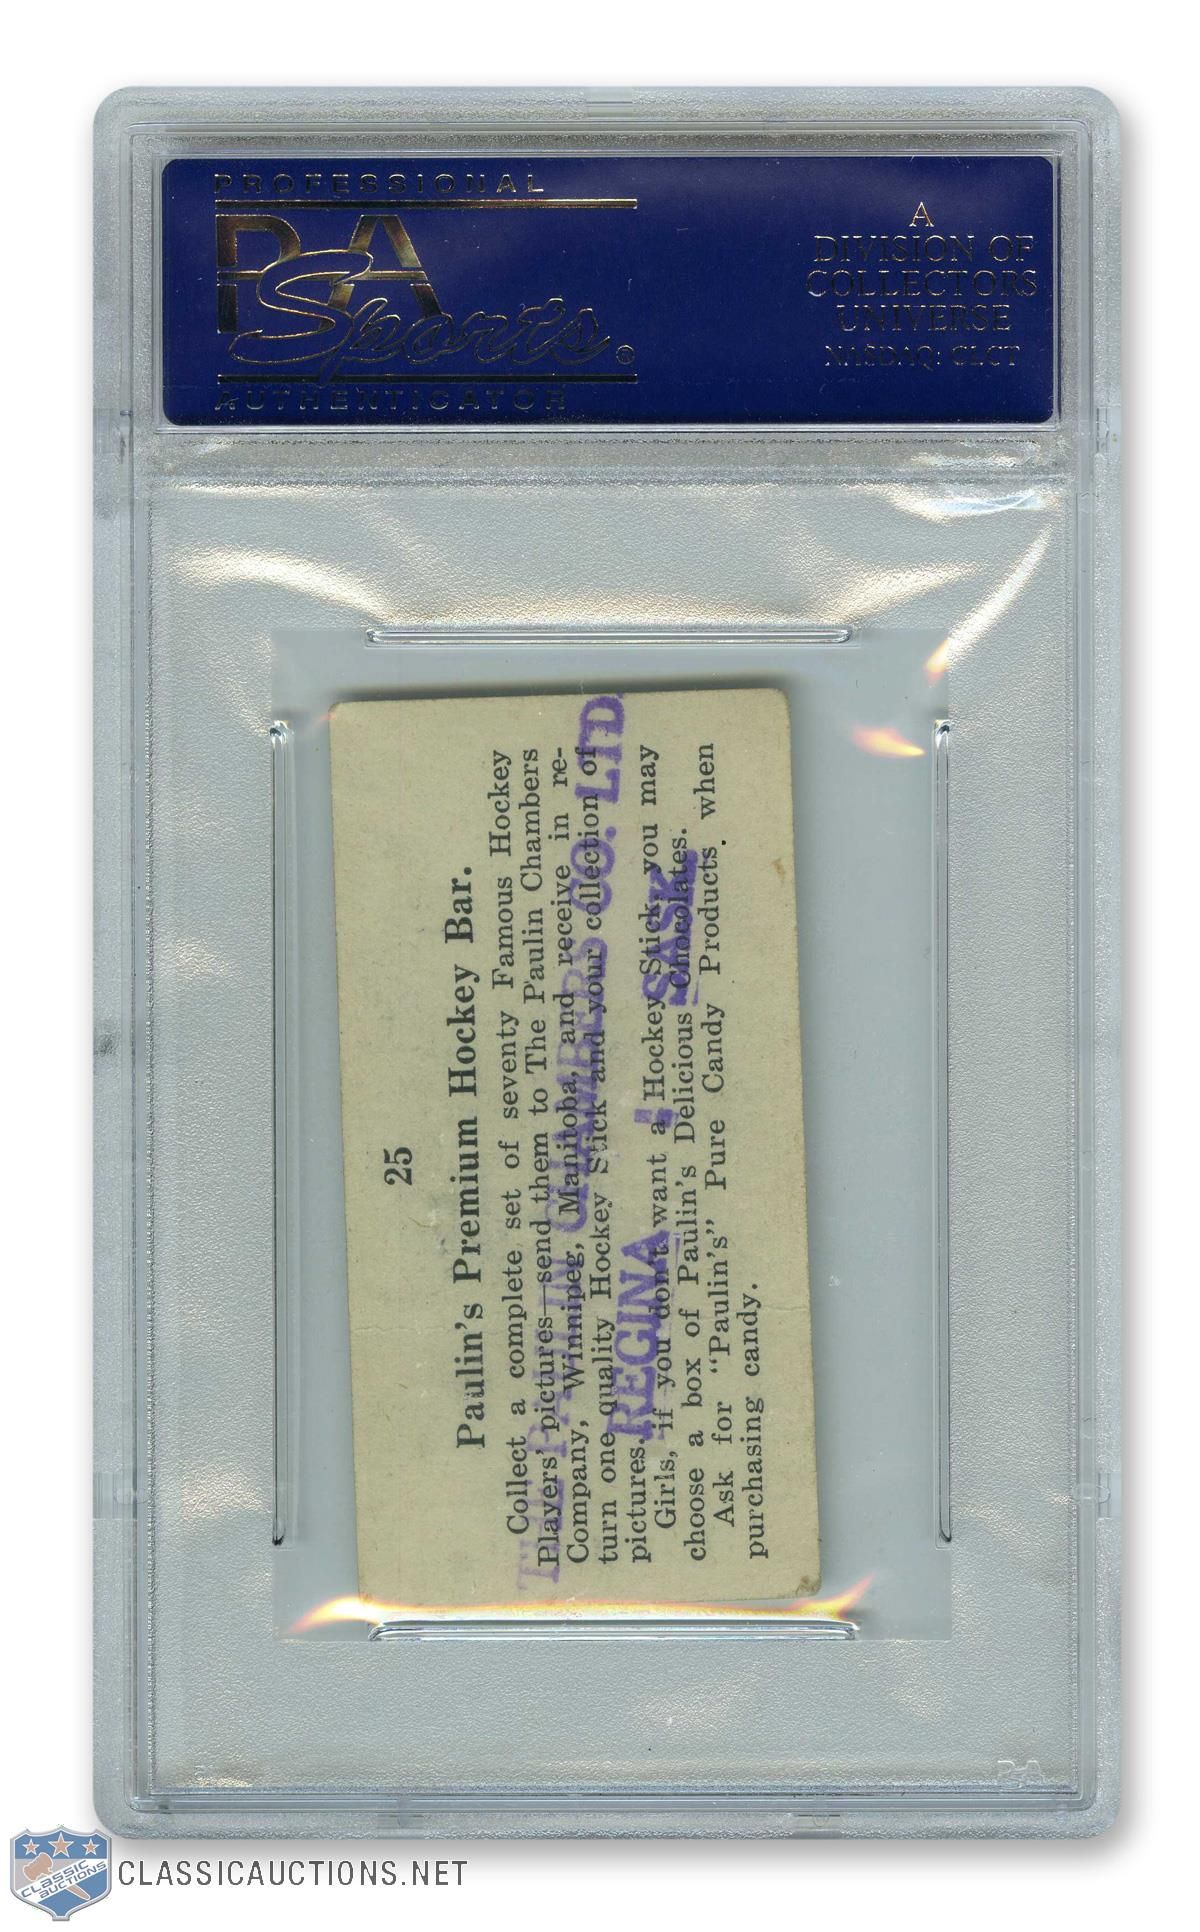 PROFESSIONAL
PSA
Sports®
AUTHENTICATOR
A
DIVISION OF
COLLECTORS
UNIVERSE
NASDAQ: CLCT
25
Paulin's Premium Hockey Bar.
Collect a complete set of seventy Famous Hockey
Players' pictures—send them to The Paulin Chambers
Company, Winnipeg, Manitoba, and receive in re-
turn one quality Hockey Stick and your collection of
pictures.
Girls, if you don't want a Hockey Stick, you may
choose a box of Paulin's Delicious Chocolates.
Ask for "Paulin's" Pure Candy Products when
purchasing candy.
THE PAULIN CHAMBERS CO. LTD.
REGINA : SASK
PSA
CLASSIC
AUCTIONS
CLASSICAUCTIONS.NET